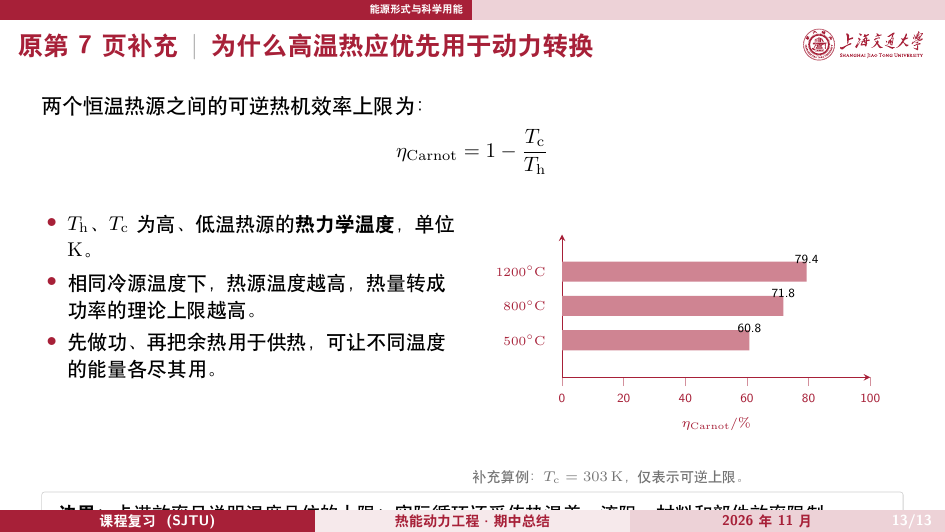 能源形式与科学用能
原第 7 页补充 | 为什么高温热应优先用于动力转换
上海交通大学
SHANGHAI JIAO TONG UNIVERSITY
两个恒温热源之间的可逆热机效率上限为：
η_Carnot = 1 − T_c / T_h
• T_h、T_c 为高、低温热源的热力学温度，单位
K。
• 相同冷源温度下，热源温度越高，热量转成
功率的理论上限越高。
• 先做功、再把余热用于供热，可让不同温度
的能量各尽其用。
1200°C 79.4
800°C 71.8
500°C 60.8
0 20 40 60 80 100
η_Carnot/%
补充算例：T_c = 303 K，仅表示可逆上限。
课程复习 (SJTU)
热能动力工程 · 期中总结
2026 年 11 月
13/13